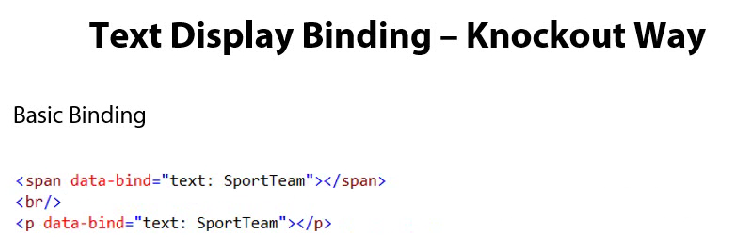 Text Display Binding – Knockout Way
Basic Binding
<span data-bind="text: SportTeam"></span>
<br/>
<p data-bind="text: SportTeam"></p>